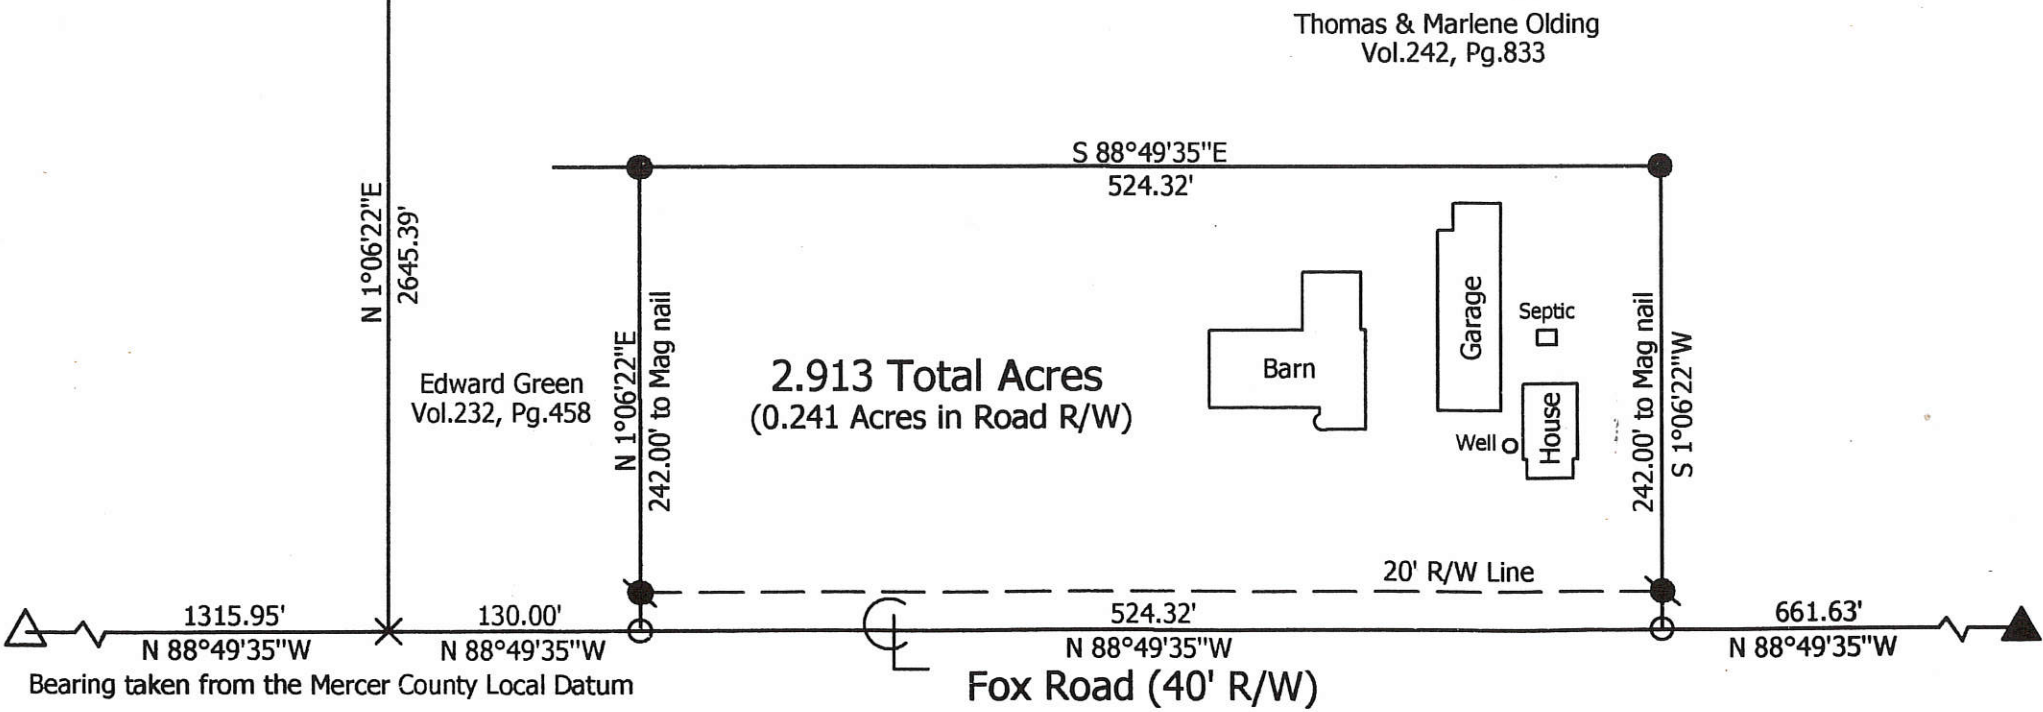 Thomas & Marlene Olding
Vol.242, Pg.833
S 88°49'35"E
524.32'
N 1°06'22"E
2645.39'
N 1°06'22"E
242.00' to Mag nail
Edward Green
Vol.232, Pg.458
2.913 Total Acres
(0.241 Acres in Road R/W)
Barn
Garage
Septic
House
Well
242.00' to Mag nail
S 1°06'22"W
20' R/W Line
1315.95'
N 88°49'35"W
130.00'
N 88°49'35"W
CL
524.32'
N 88°49'35"W
661.63'
N 88°49'35"W
Bearing taken from the Mercer County Local Datum
Fox Road (40' R/W)